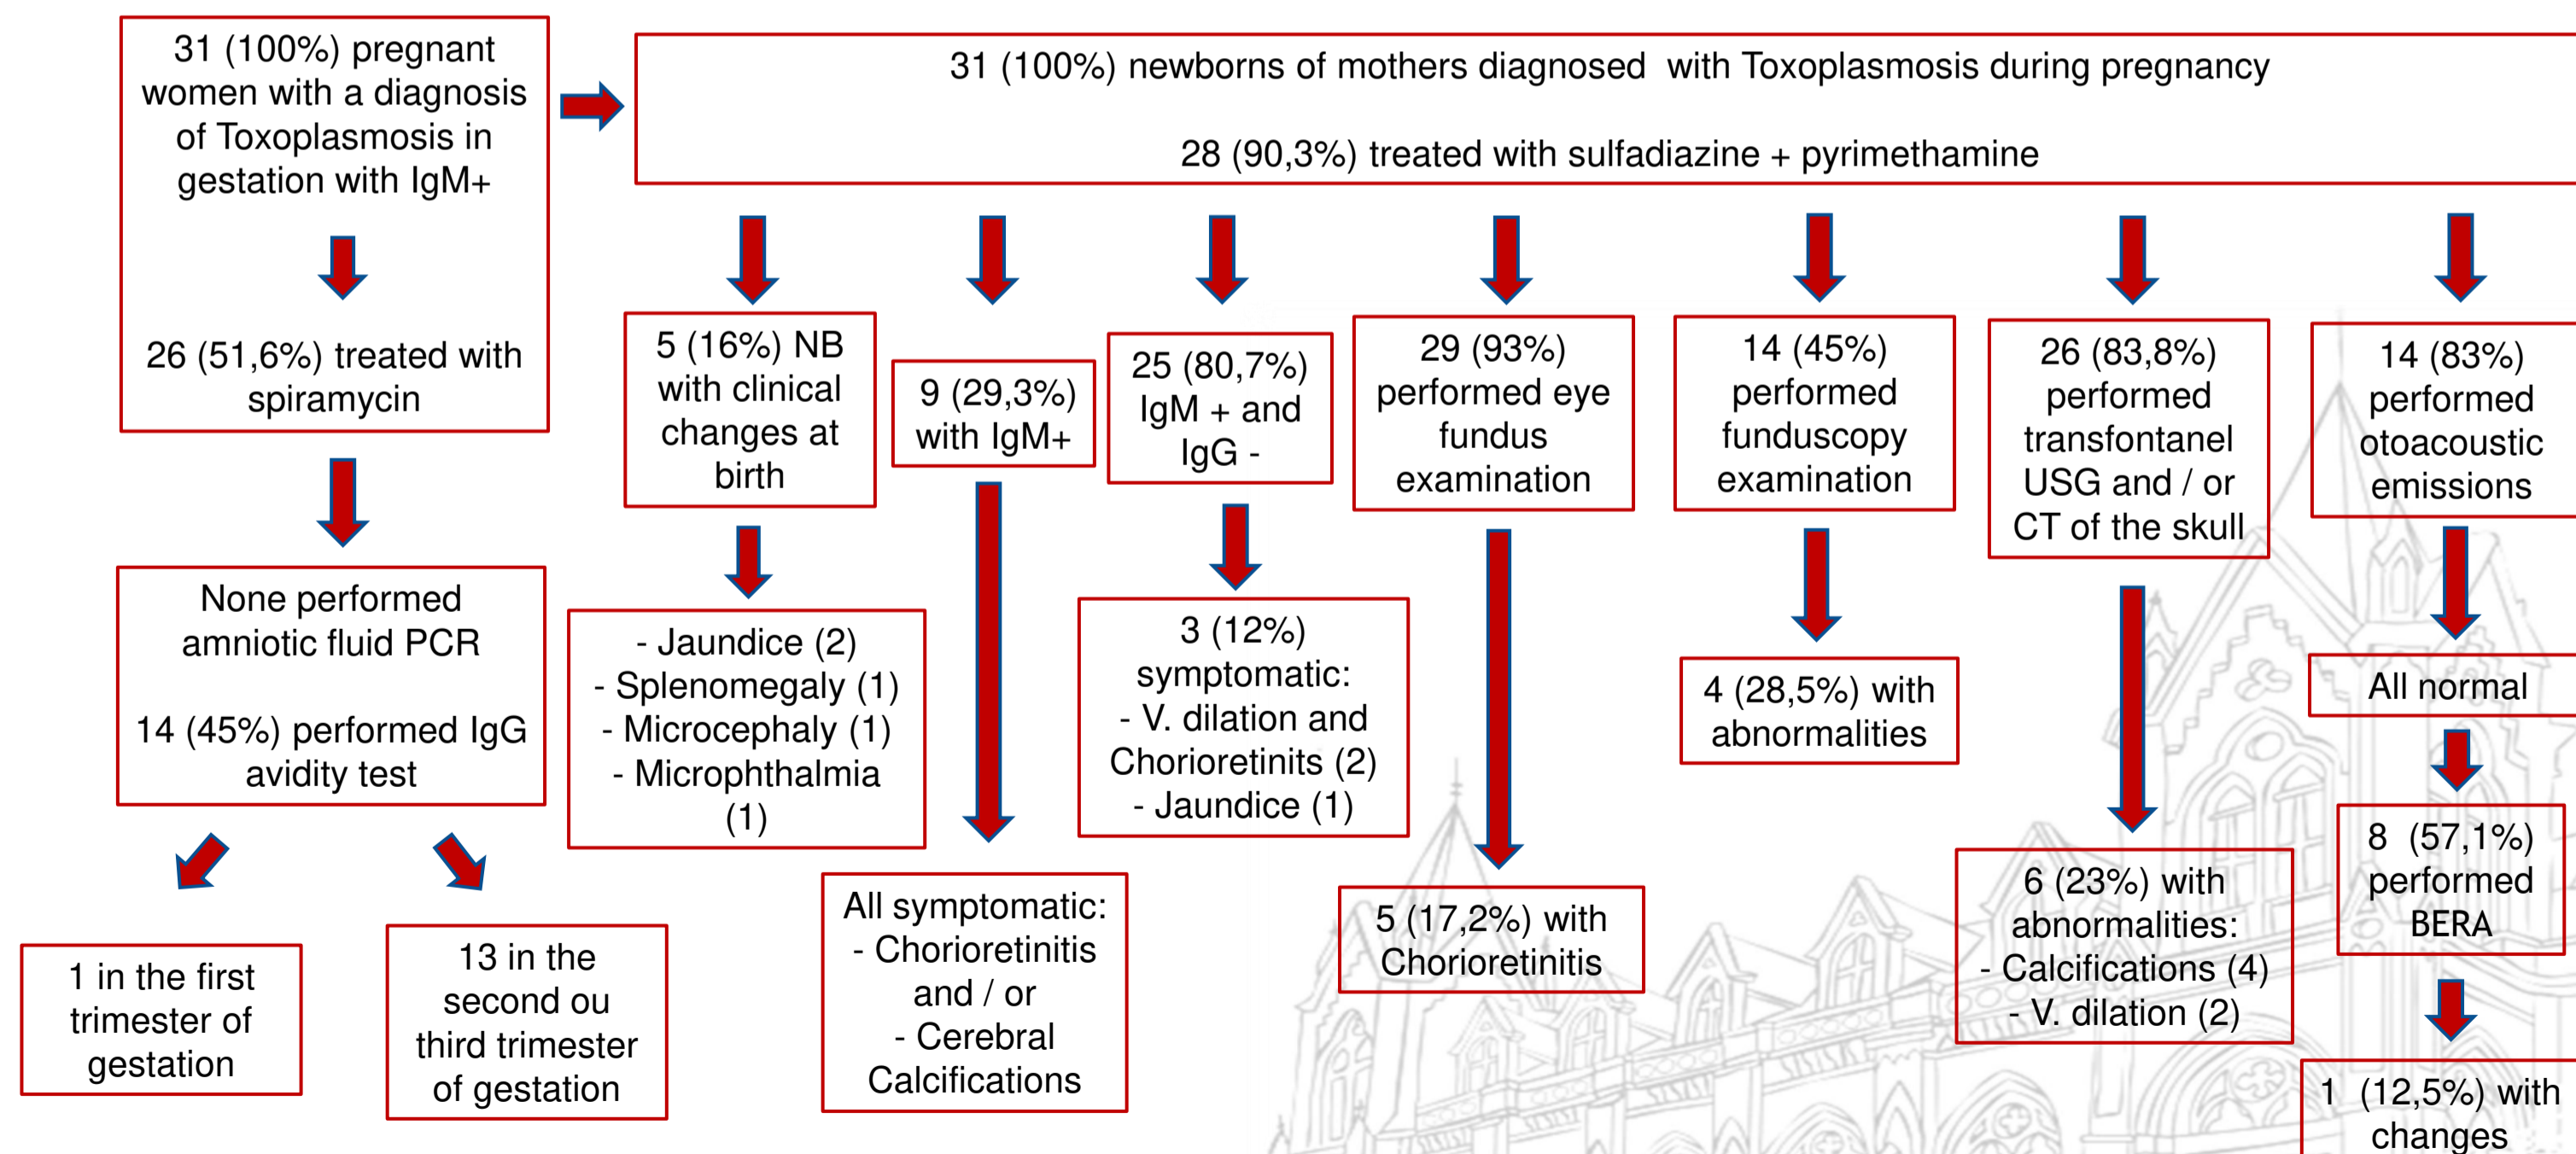 31 (100%) pregnant
women with a diagnosis
of Toxoplasmosis in
gestation with IgM+
26 (51,6%) treated with
spiramycin
None performed
amniotic fluid PCR
14 (45%) performed IgG
avidity test
1 in the first
trimester of
gestation
13 in the
second ou
third trimester
of gestation
31 (100%) newborns of mothers diagnosed with Toxoplasmosis during pregnancy
28 (90,3%) treated with sulfadiazine + pyrimethamine
5 (16%) NB
with clinical
changes at
birth
- Jaundice (2)
- Splenomegaly (1)
- Microcephaly (1)
- Microphthalmia
(1)
9 (29,3%)
with IgM+
All symptomatic:
- Chorioretinitis
and / or
- Cerebral
Calcifications
25 (80,7%)
IgM + and
IgG -
3 (12%)
symptomatic:
- V. dilation and
Chorioretinits (2)
- Jaundice (1)
29 (93%)
performed eye
fundus
examination
5 (17,2%) with
Chorioretinitis
14 (45%)
performed
funduscopy
examination
4 (28,5%) with
abnormalities
26 (83,8%)
performed
transfontanel
USG and / or
CT of the skull
6 (23%) with
abnormalities:
- Calcifications (4)
- V. dilation (2)
14 (83%)
performed
otoacoustic
emissions
All normal
8 (57,1%)
performed
BERA
1 (12,5%) with
changes